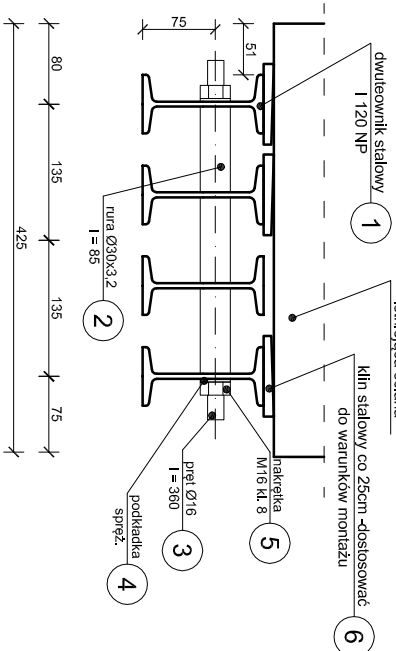 75
51
80
135
135
75
425
dwuteownik stalowy
I 120 NP
1
rura Ø30x3,2
l = 85
2
klin stalowy co 25cm -dostosować
do warunków montażu
6
nakrętka
M16 kl. 8
5
pręt Ø16
l = 360
3
podkładka
spręż.
4